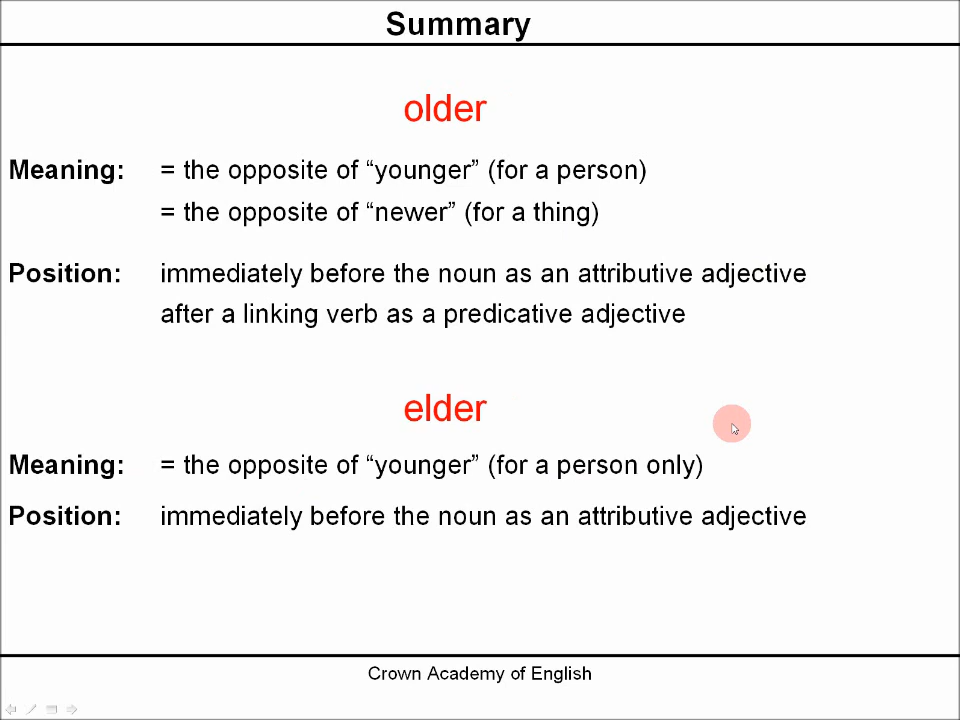 Summary
older
Meaning: = the opposite of “younger” (for a person)
= the opposite of “newer” (for a thing)
Position: immediately before the noun as an attributive adjective
after a linking verb as a predicative adjective
elder
Meaning: = the opposite of “younger” (for a person only)
Position: immediately before the noun as an attributive adjective
Crown Academy of English